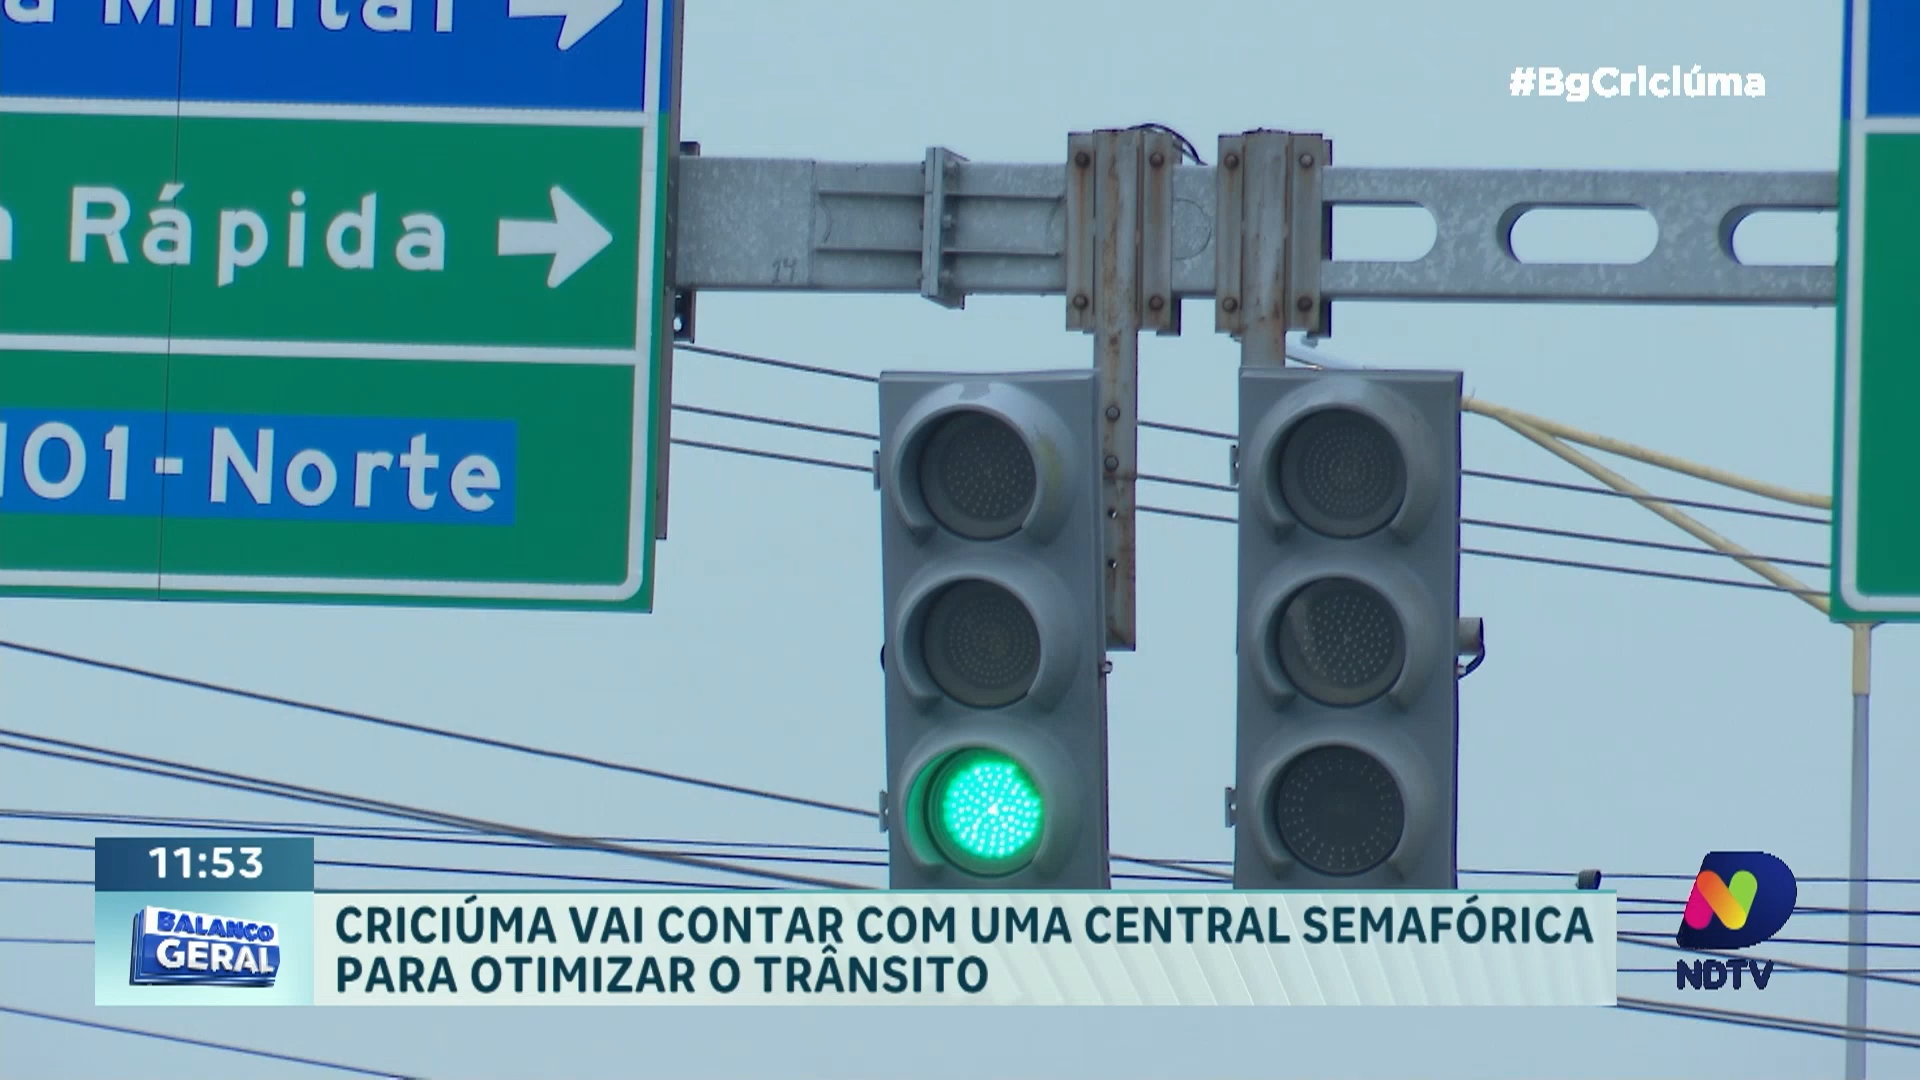 #BgCriciúma
Rápida
101-Norte
14
11:53
BALANÇO
GERAL
CRICIÚMA VAI CONTAR COM UMA CENTRAL SEMAFÓRICA
PARA OTIMIZAR O TRÂNSITO
NDTV